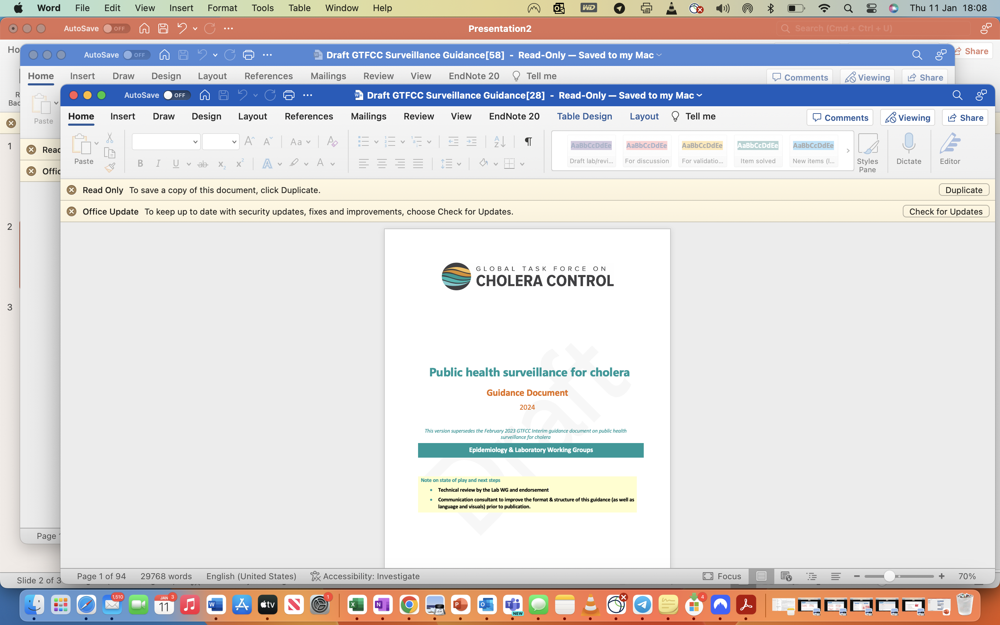 Word File Edit View Insert Format Tools Table Window Help WD Thu 11 Jan 18:08
AutoSave OFF Presentation2 Search (Cmd + Ctrl + U)
Share
AutoSave OFF Draft GTFCC Surveillance Guidance[58] - Read-Only — Saved to my Mac
Home Insert Draw Design Layout References Mailings Review View EndNote 20 Tell me Comments Viewing Share
Paste
AutoSave OFF Draft GTFCC Surveillance Guidance[28] - Read-Only — Saved to my Mac
Home Insert Draw Design Layout References Mailings Review View EndNote 20 Table Design Layout Tell me Comments Viewing Share
Paste
AaBbCcDdEe AaBbCcDdEe AaBbCcDdEe AaBbCcDdEe AaBbCcDdEe
Draft lab/revi... For discussion For validatio... Item solved New items (l...
Styles Pane Dictate Editor
Read Only To save a copy of this document, click Duplicate. Duplicate
Office Update To keep up to date with security updates, fixes and improvements, choose Check for Updates. Check for Updates
1
2
3
GLOBAL TASK FORCE ON
CHOLERA CONTROL
Draft
Public health surveillance for cholera
Guidance Document
2024
This version supersedes the February 2023 GTFCC Interim guidance document on public health
surveillance for cholera
Epidemiology & Laboratory Working Groups
Note on state of play and next steps
• Technical review by the Lab WG and endorsement
• Communication consultant to improve the format & structure of this guidance (as well as
language and visuals) prior to publication.
Page
Page 1 of 94 29768 words English (United States) Accessibility: Investigate Focus 70%
Slide 2 of 3
1,510 JAN 3 11 tv 1 NEW 4